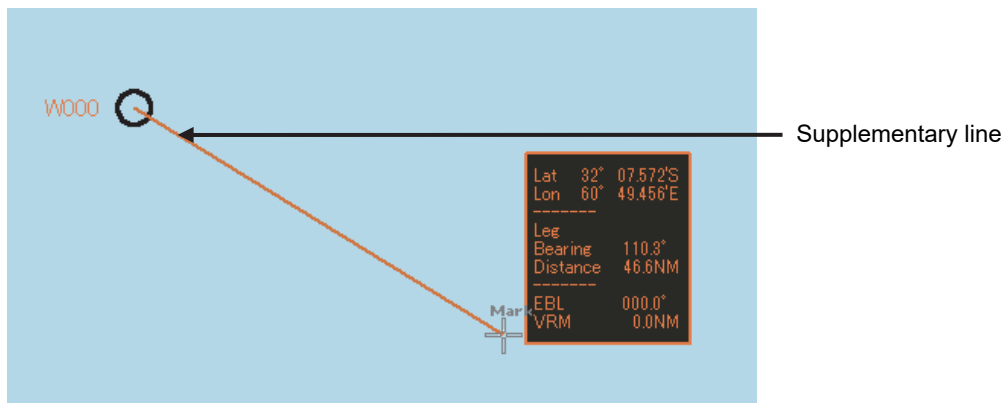 W000
Supplementary line
Lat 32° 07.572'S
Lon 60° 49.456'E
-------
Leg
Bearing 110.3°
Distance 46.6NM
-------
EBL 000.0°
VRM 0.0NM
Mark